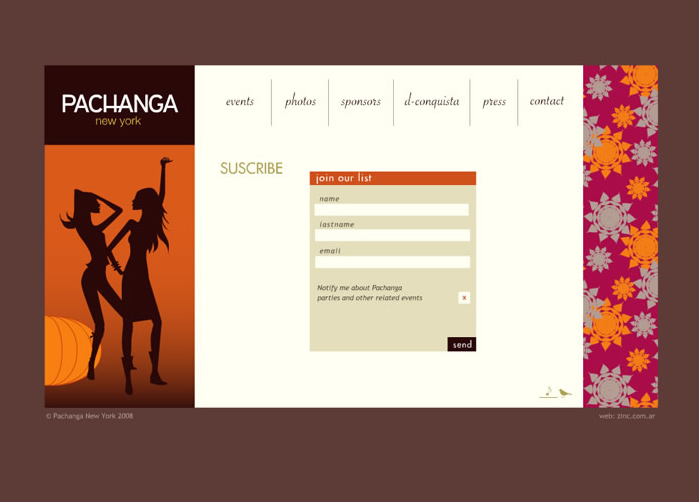 PACHANGA
new york
events photos sponsors d-conquista press contact
SUSCRIBE
join our list
name
lastname
email
Notify me about Pachanga
parties and other related events
x
send
© Pachanga New York 2008
web: zinc.com.ar